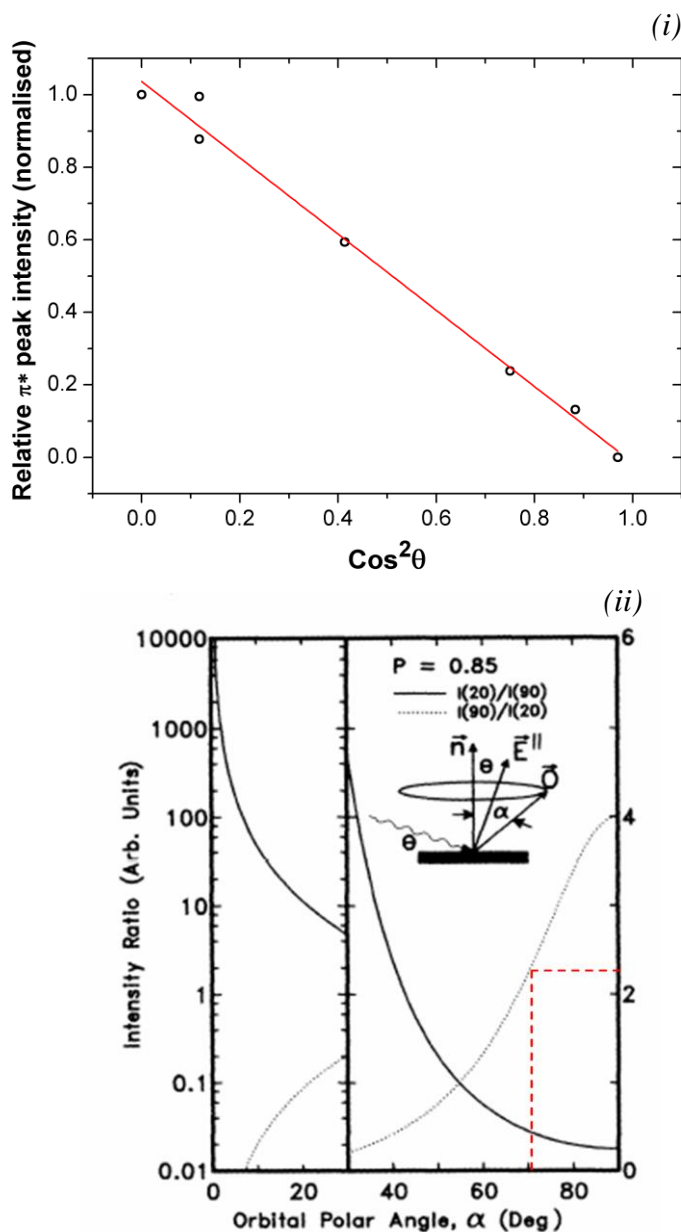 (i)
Relative π* peak intensity (normalised)
1.0
0.8
0.6
0.4
0.2
0.0
0.0 0.2 0.4 0.6 0.8 1.0
Cos²θ
(ii)
Intensity Ratio (Arb. Units)
10000
1000
100
10
1
0.1
0.01
6
4
2
0
P = 0.85
I(20)/I(90)
I(90)/I(20)
n⃗ θ E⃗ ||
O⃗
α
θ
0 10 20 40 60 80
Orbital Polar Angle, α (Deg)